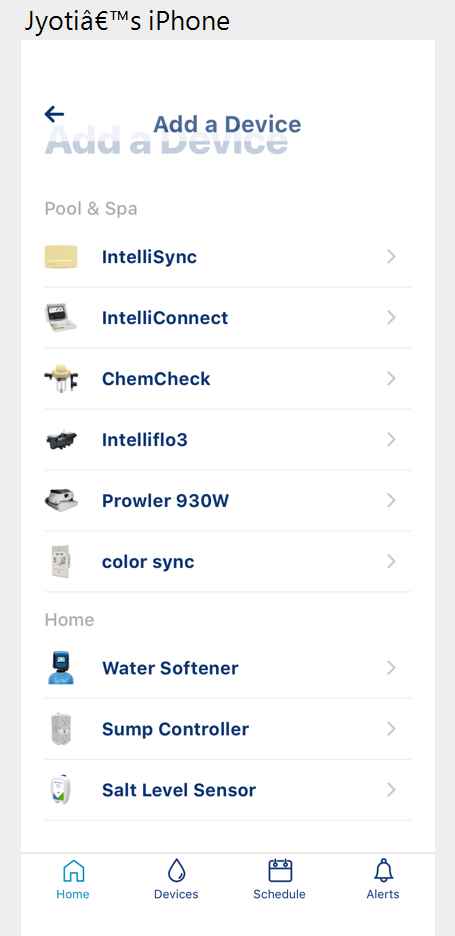 Jyotiâ€™s iPhone
Add a Device
Add a Device
Pool & Spa
IntelliSync
IntelliConnect
ChemCheck
Intelliflo3
Prowler 930W
color sync
Home
Water Softener
Sump Controller
Salt Level Sensor
Home Devices Schedule Alerts